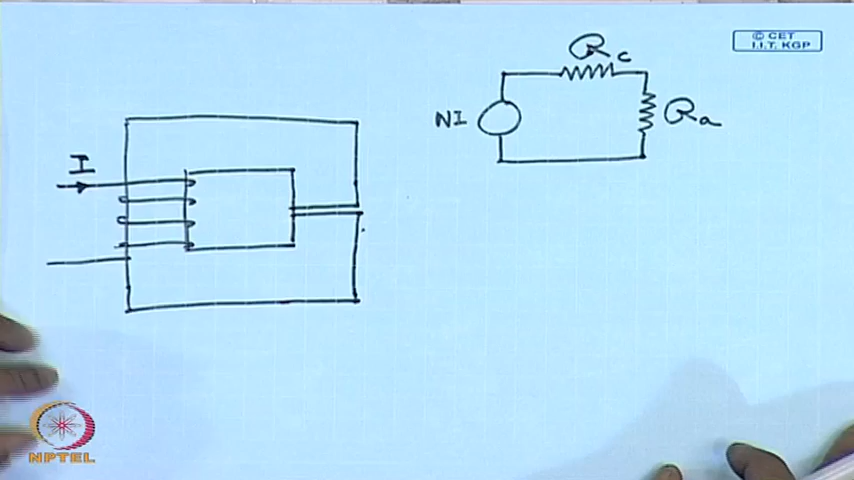 © CET
I.I.T. KGP
I
NI
Rc
Ra
NPTEL